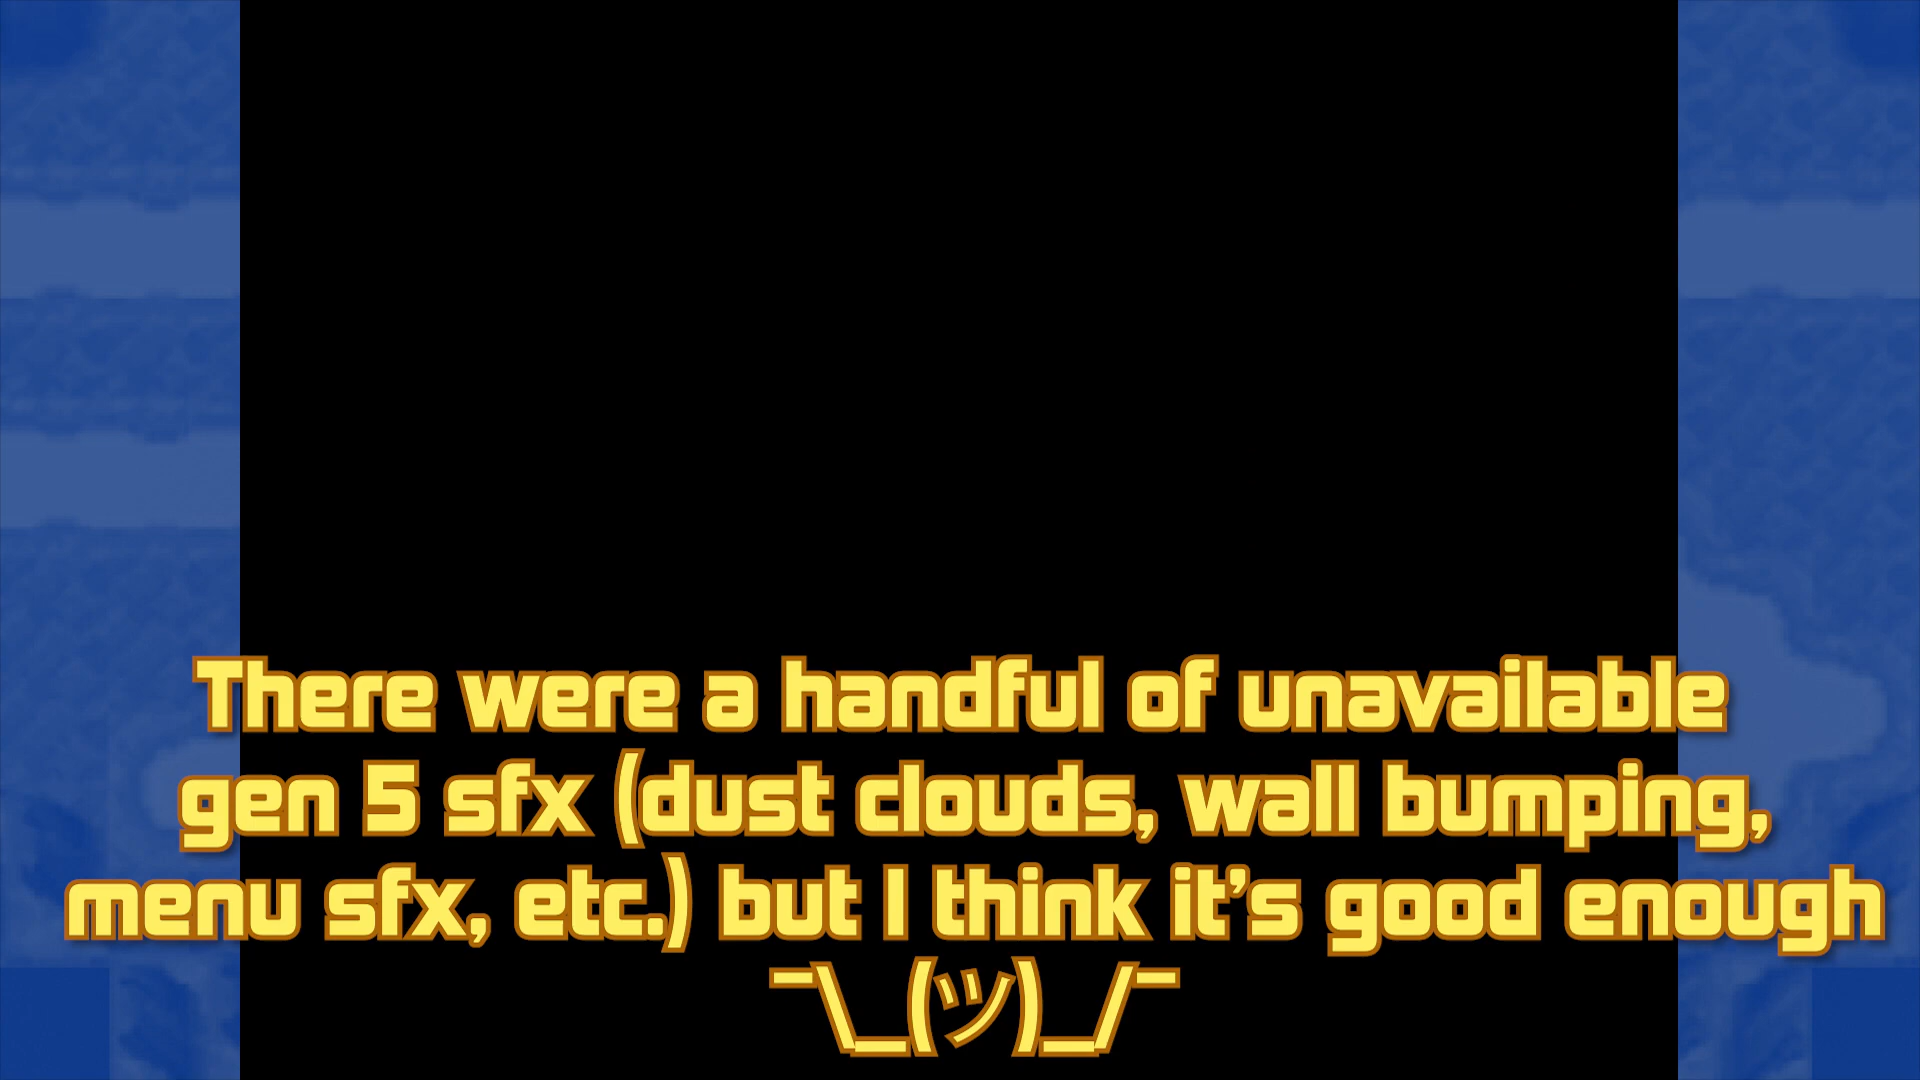 There were a handful of unavailable
gen 5 sfx (dust clouds, wall bumping,
menu sfx, etc.) but I think it’s good enough
¯\_(ツ)_/¯